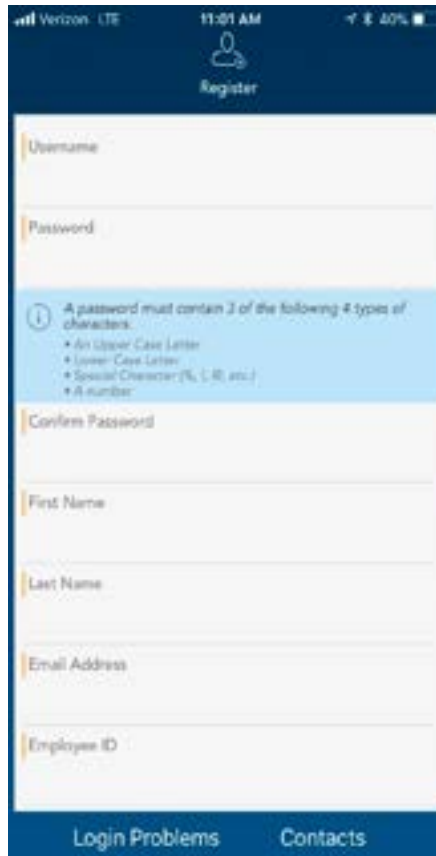 Verizon LTE 11:01 AM 40%
Register
Username
Password
A password must contain 3 of the following 4 types of
characters.
• An Upper Case Letter
• Lower Case Letter
• Special Character (%, !, etc.)
• A number
Confirm Password
First Name
Last Name
Email Address
Employee ID
Login Problems Contacts